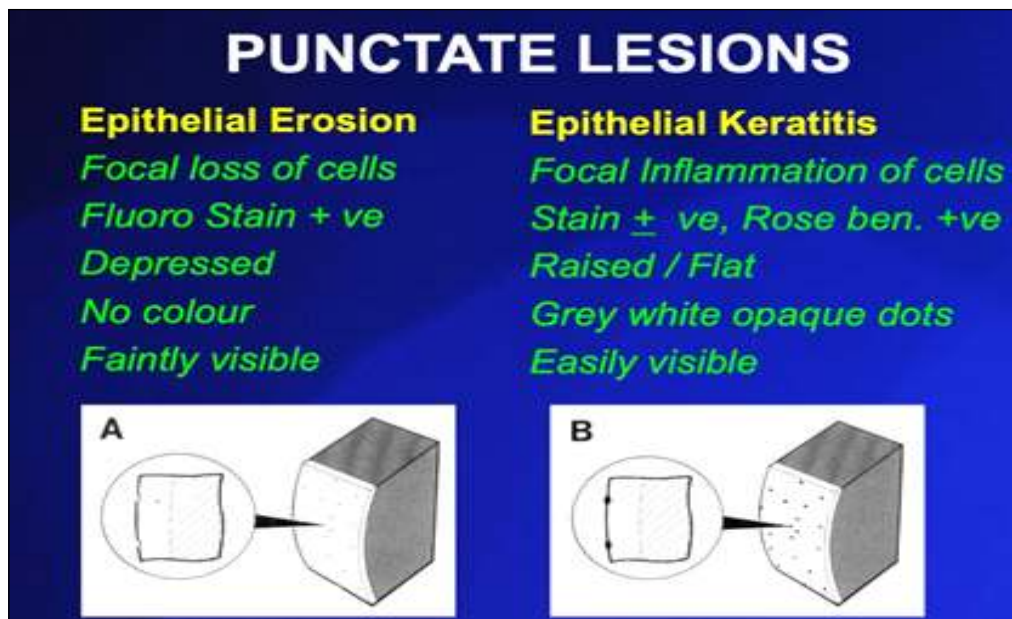 PUNCTATE LESIONS
Epithelial Erosion
Focal loss of cells
Fluoro Stain + ve
Depressed
No colour
Faintly visible
Epithelial Keratitis
Focal Inflammation of cells
Stain ± ve, Rose ben. +ve
Raised / Flat
Grey white opaque dots
Easily visible
A
B